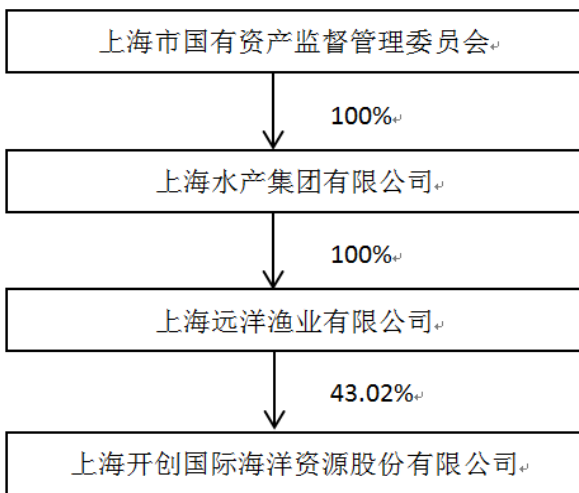 上海市国有资产监督管理委员会
100%
上海水产集团有限公司
100%
上海远洋渔业有限公司
43.02%
上海开创国际海洋资源股份有限公司